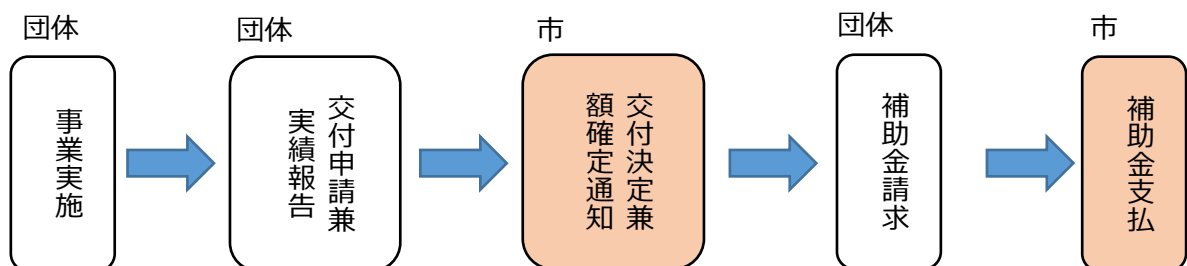 団体
事業実施
団体
交付申請兼
実績報告
市
交付決定兼
額確定通知
団体
補助金請求
市
補助金支払